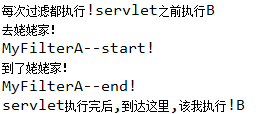 每次过滤都执行!servlet之前执行B
去姥姥家!
MyFilterA--start!
到了姥姥家!
MyFilterA--end!
servlet执行完后,到达这里,该我执行!B